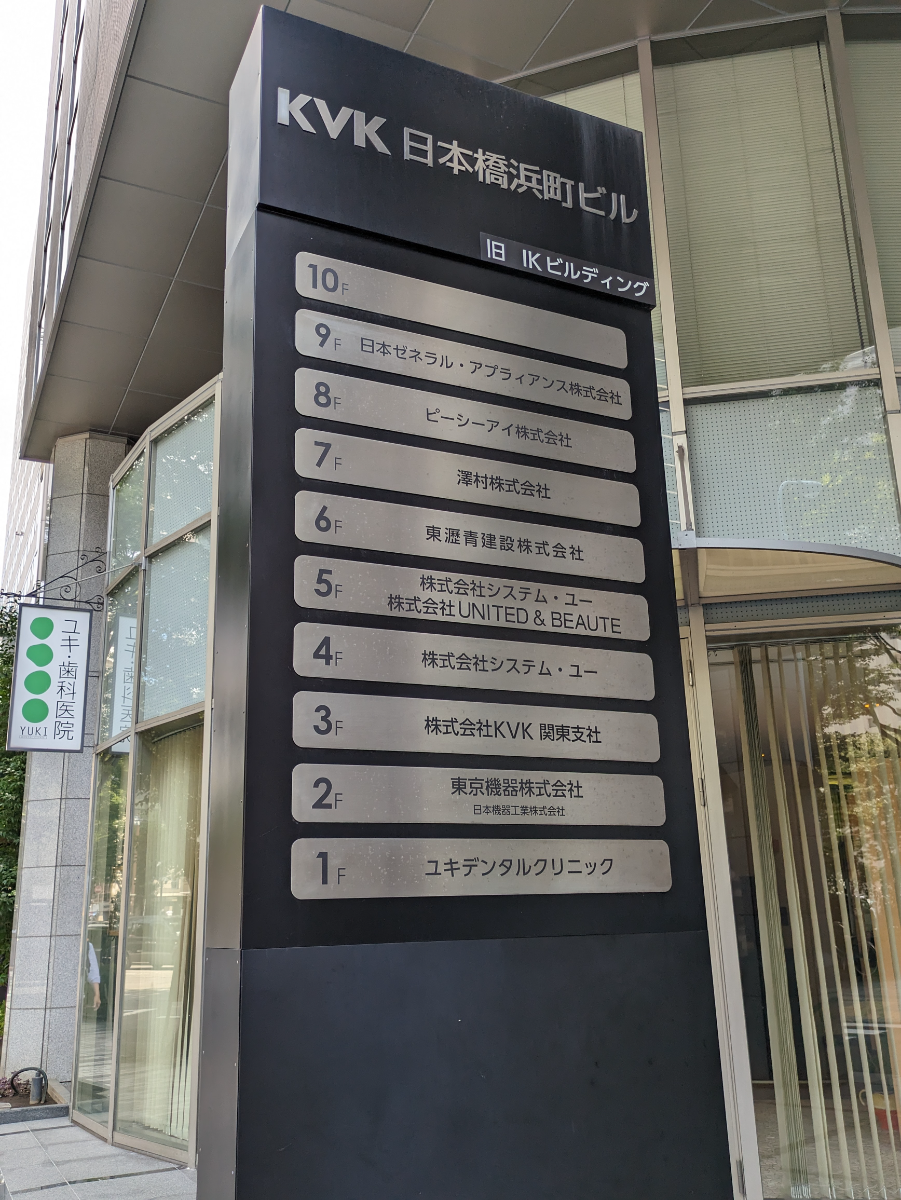 KVK 日本橋浜町ビル
旧 IKビルディング
10F
9F 日本ゼネラル・アプライアンス株式会社
8F ピーシーアイ株式会社
7F 澤村株式会社
6F 東瀝青建設株式会社
5F 株式会社システム・ユー
株式会社UNITED & BEAUTE
4F 株式会社システム・ユー
3F 株式会社KVK 関東支社
2F 東京機器株式会社
日本機器工業株式会社
1F ユキデンタルクリニック
ユキ・歯科医院
YUKI